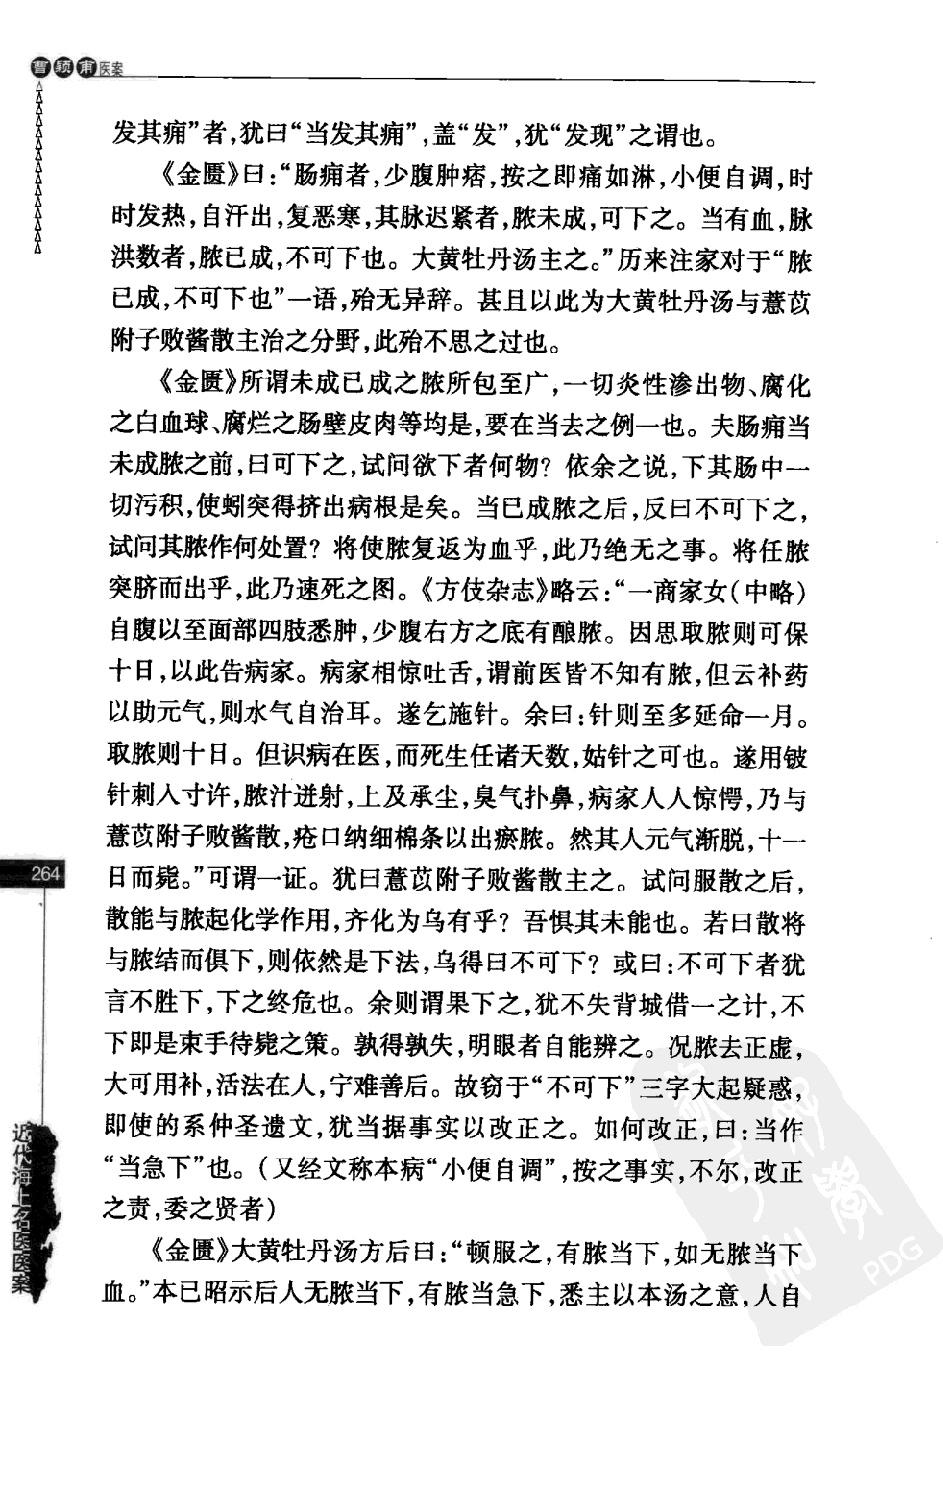 曹颖甫医案
发其痈”者,犹曰“当发其痈”,盖“发”,犹“发现”之谓也。
《金匮》曰:“肠痈者,少腹肿痞,按之即痛如淋,小便自调,时
时发热,自汗出,复恶寒,其脉迟紧者,脓未成,可下之。当有血,脉
洪数者,脓已成,不可下也。大黄牡丹汤主之。”历来注家对于“脓
已成,不可下也”一语,殆无异辞。甚且以此为大黄牡丹汤与薏苡
附子败酱散主治之分野,此殆不思之过也。
《金匮》所谓未成已成之脓所包至广,一切炎性渗出物、腐化
之白血球、腐烂之肠壁皮肉等均是,要在当去之例一也。夫肠痈当
未成脓之前,曰可下之,试问欲下者何物?依余之说,下其肠中一
切污积,使蚓突得挤出病根是矣。当已成脓之后,反曰不可下之,
试问其脓作何处置?将使脓复返为血乎,此乃绝无之事。将任脓
突脐而出乎,此乃速死之图。《方伎杂志》略云:“一商家女(中略)
自腹以至面部四肢悉肿,少腹右方之底有酿脓。因思取脓则可保
十日,以此告病家。病家相惊吐舌,谓前医皆不知有脓,但云补药
以助元气,则水气自治耳。遂乞施针。余曰:针则至多延命一月。
取脓则十日。但识病在医,而死生任诸天数,姑针之可也。遂用铍
针刺入寸许,脓汁迸射,上及承尘,臭气扑鼻,病家人人惊愕,乃与
薏苡附子败酱散,疮口纳细棉条以出瘀脓。然其人元气渐脱,十一
日而毙。”可谓一证。犹曰薏苡附子败酱散主之。试问服散之后,
散能与脓起化学作用,齐化为乌有乎?吾惧其未能也。若曰散将
与脓结而俱下,则依然是下法,乌得曰不可下?或曰:不可下者犹
言不胜下,下之终危也。余则谓果下之,犹不失背城借一之计,不
下即是束手待毙之策。孰得孰失,明眼者自能辨之。况脓去正虚,
大可用补,活法在人,宁难善后。故窃于“不可下”三字大起疑惑,
即使的系仲圣遗文,犹当据事实以改正之。如何改正,曰:当作
“当急下”也。(又经文称本病“小便自调”,按之事实,不尔,改正
之责,委之贤者)
《金匮》大黄牡丹汤方后曰:“顿服之,有脓当下,如无脓当下
血。”本已昭示后人无脓当下,有脓当急下,悉主以本汤之意,人自
264
近代海上名医医案
PDG